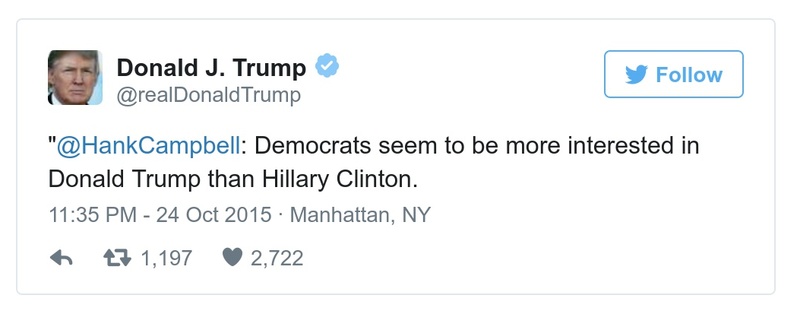 Donald J. Trump
@realDonaldTrump
Follow
"@HankCampbell: Democrats seem to be more interested in
Donald Trump than Hillary Clinton.
11:35 PM - 24 Oct 2015 · Manhattan, NY
1,197 2,722